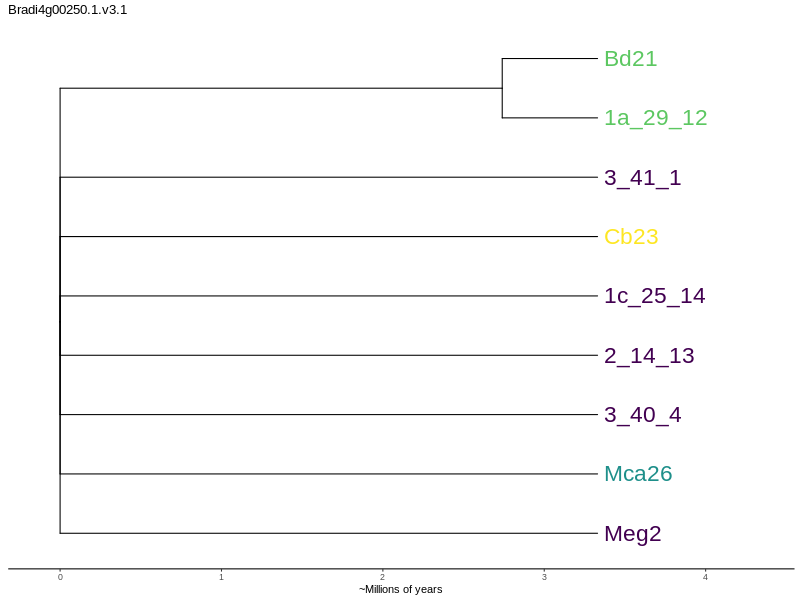 Bradi4g00250.1.v3.1
Bd21
1a_29_12
3_41_1
Cb23
1c_25_14
2_14_13
3_40_4
Mca26
Meg2
0 1 2 3 4
~Millions of years